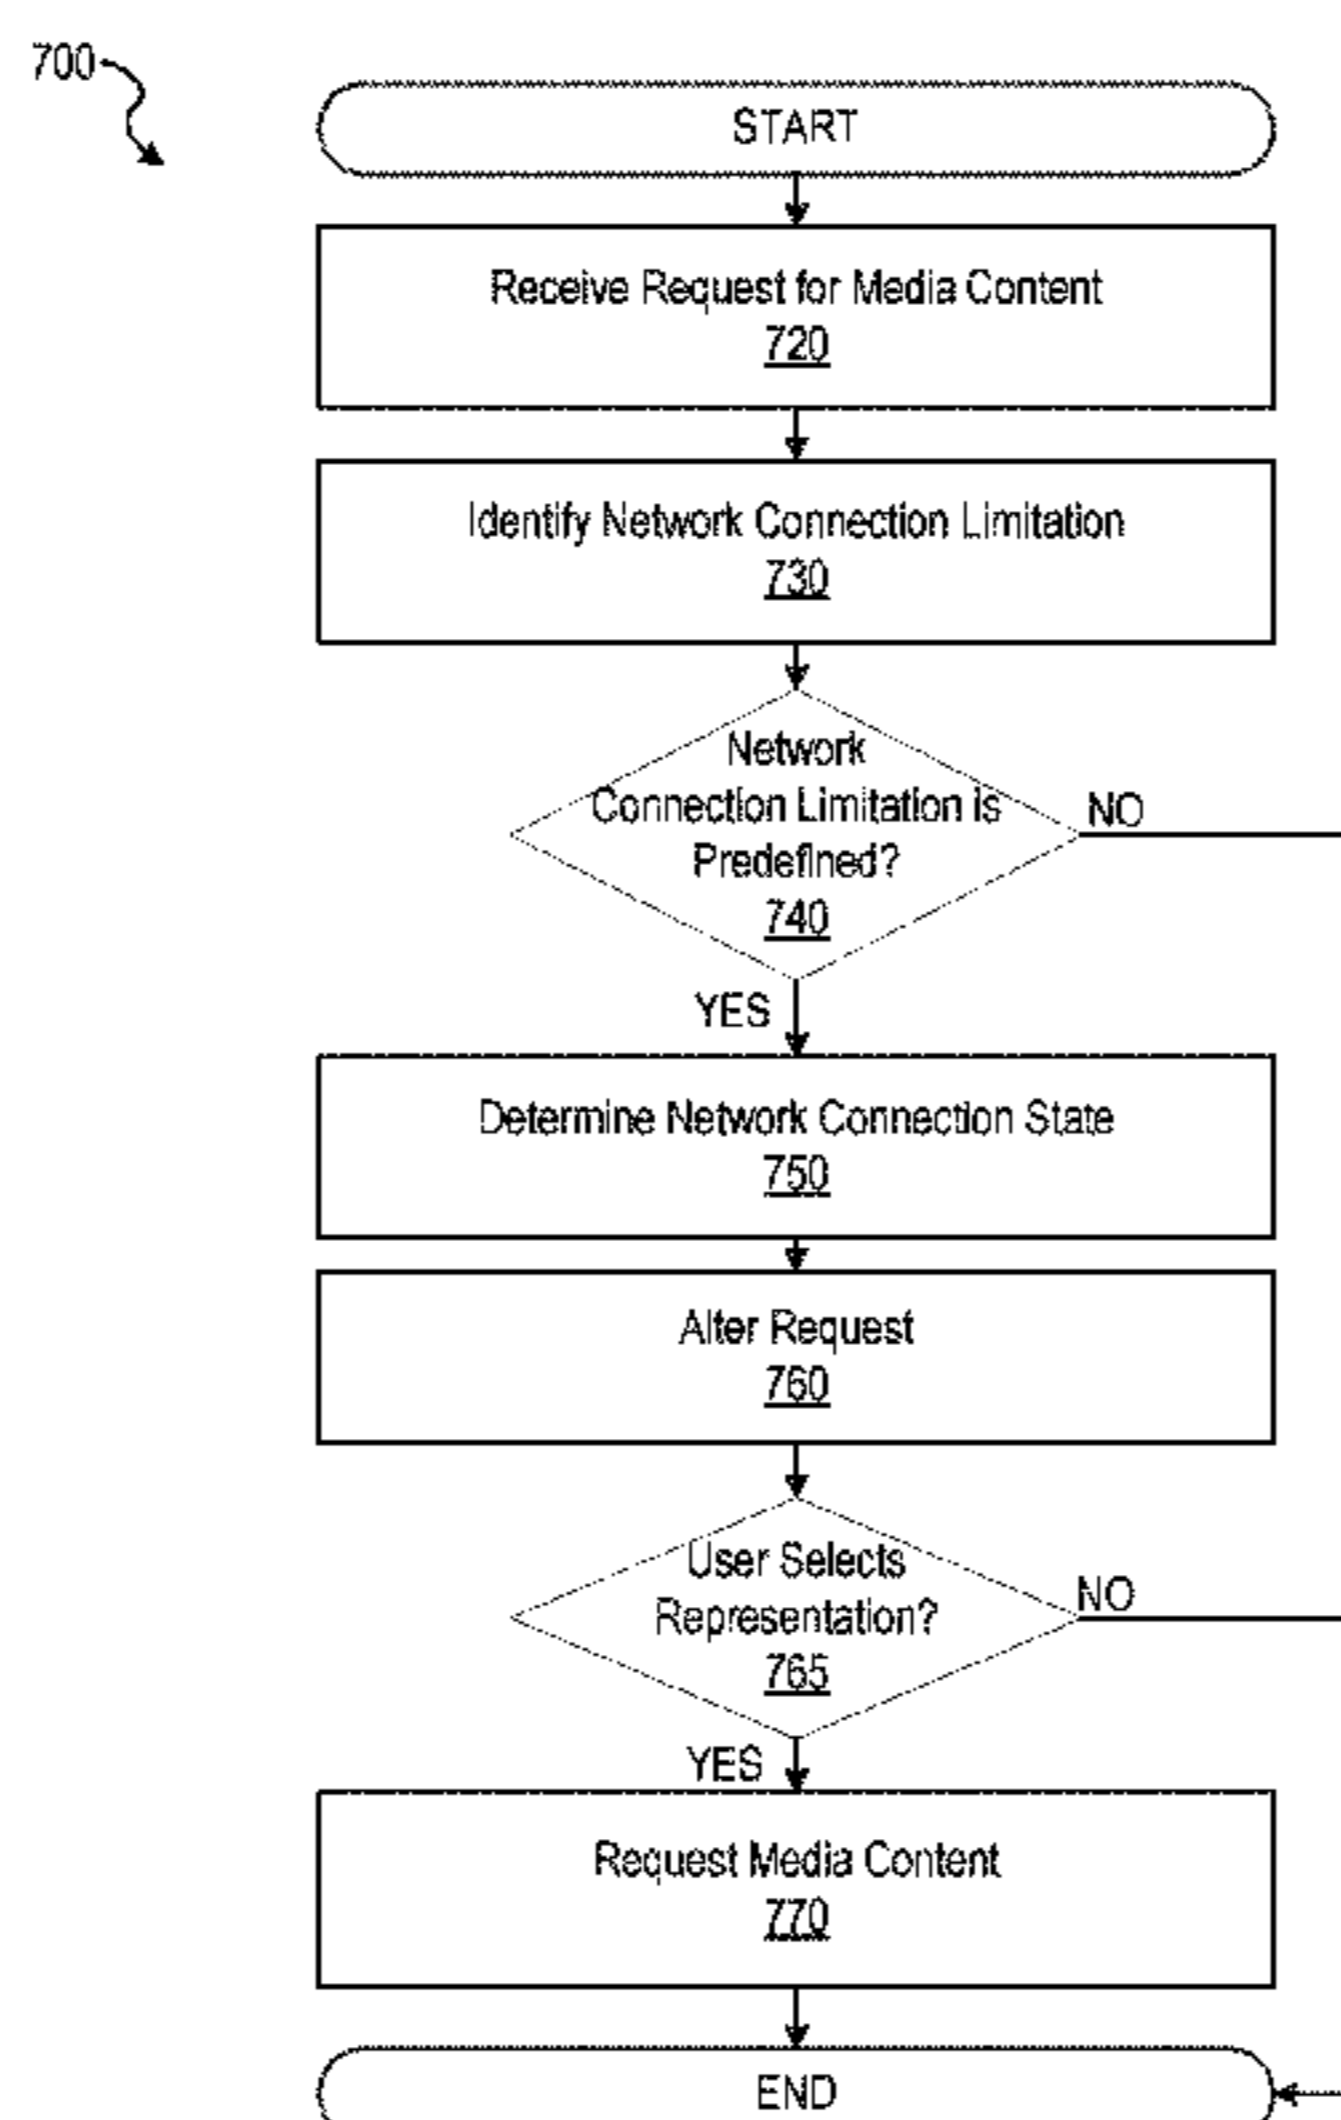 700
START
Receive Request for Media Content
720
Identify Network Connection Limitation
730
Network
Connection Limitation is
Predefined?
740
NO
YES
Determine Network Connection State
750
Alter Request
760
User Selects
Representation?
765
NO
YES
Request Media Content
770
END